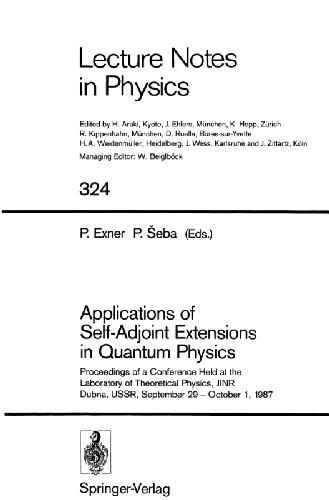 Lecture Notes
in Physics
Edited by H. Araki, Kyoto, J. Ehlers, München, K. Hepp, Zürich
R. Kippenhahn, München, D. Ruelle, Bures-sur-Yvette
H. A. Weidenmüller, Heidelberg, J. Wess, Karlsruhe and J. Zittartz, Köln
Managing Editor: W. Beiglböck
324
P. Exner P. Šeba (Eds.)
Applications of
Self-Adjoint Extensions
in Quantum Physics
Proceedings of a Conference Held at the
Laboratory of Theoretical Physics, JINR
Dubna, USSR, September 29 – October 1, 1987
Springer-Verlag